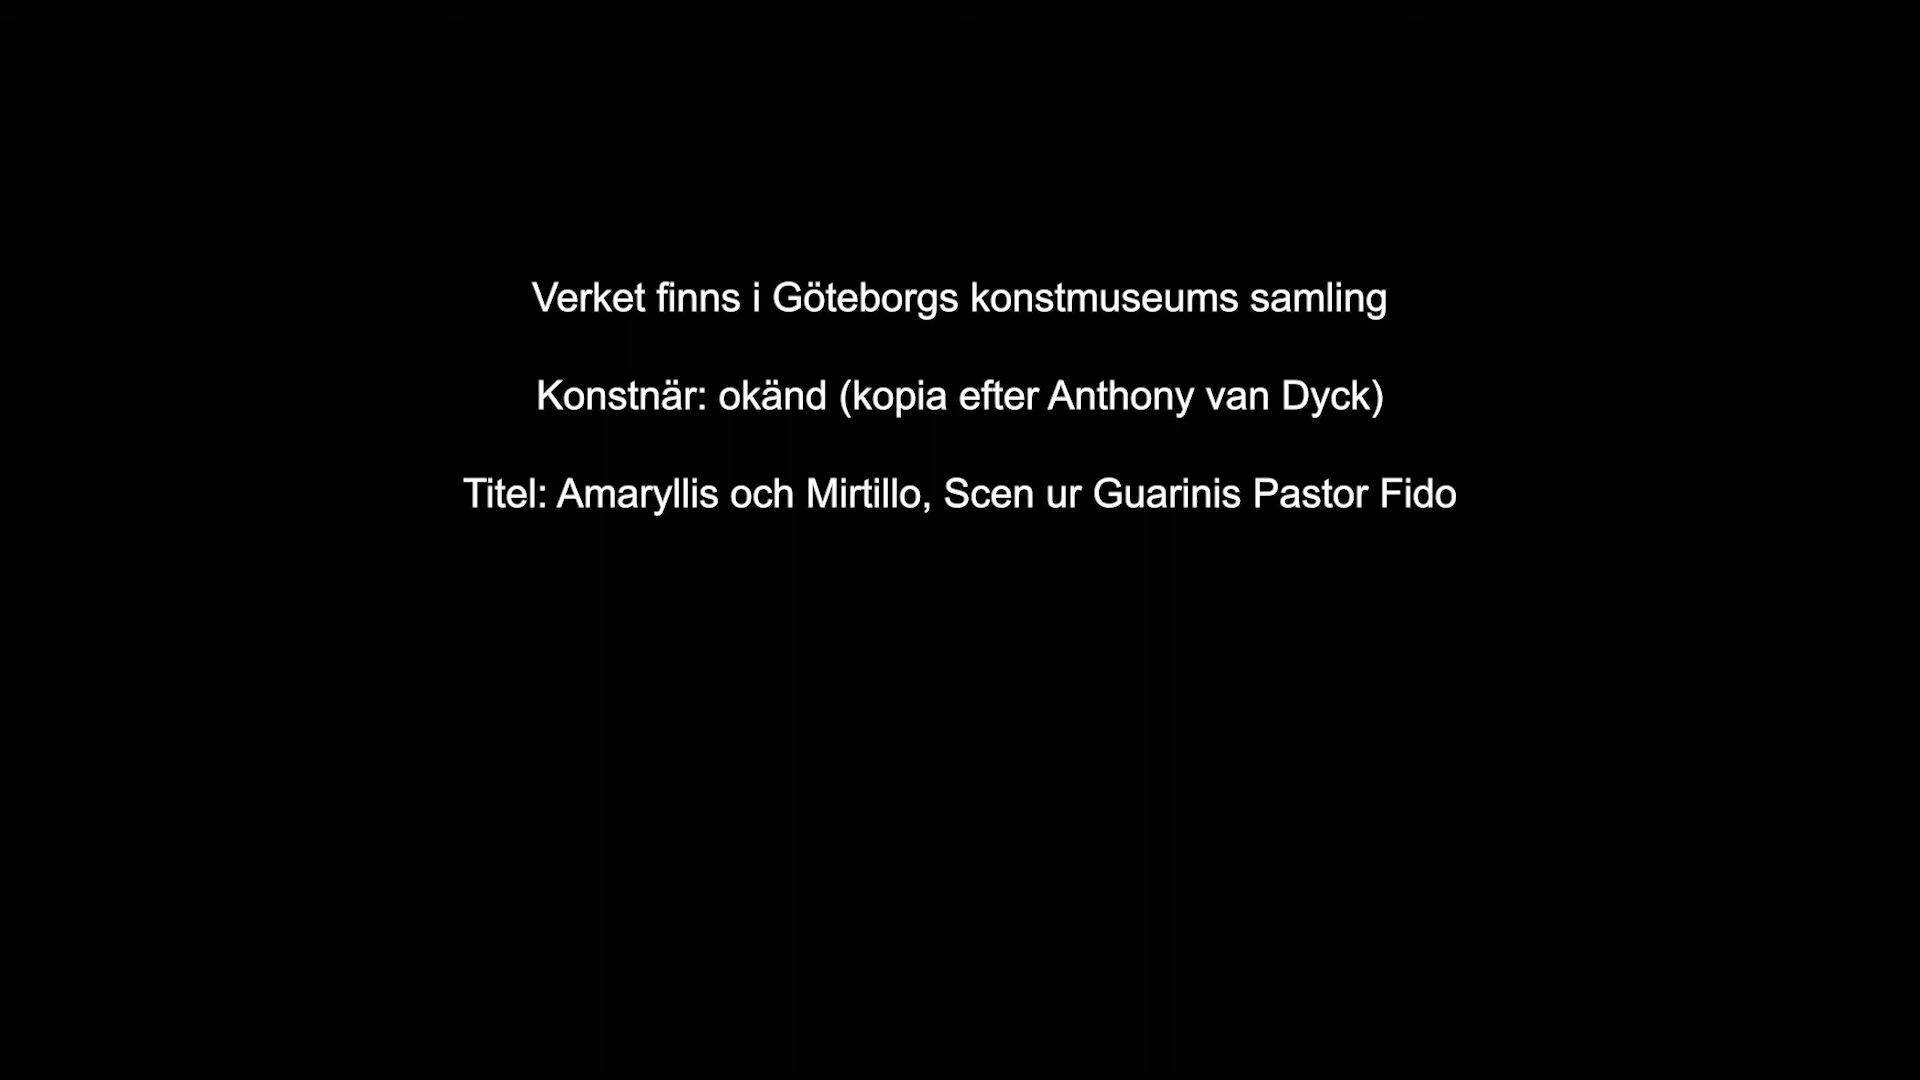 Verket finns i Göteborgs konstmuseums samling
Konstnär: okänd (kopia efter Anthony van Dyck)
Titel: Amaryllis och Mirtillo, Scen ur Guarinis Pastor Fido